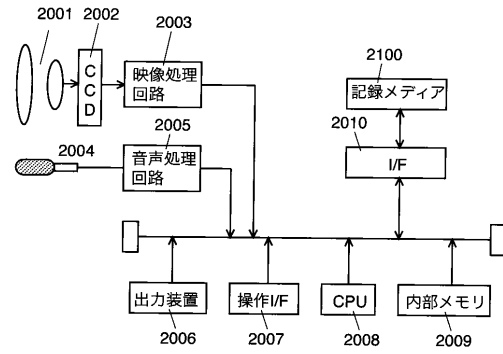 2001
2002
CCD
2003
映像処理
回路
2004
2005
音声処理
回路
2100
記録メディア
2010
I/F
出力装置
2006
操作I/F
2007
CPU
2008
内部メモリ
2009